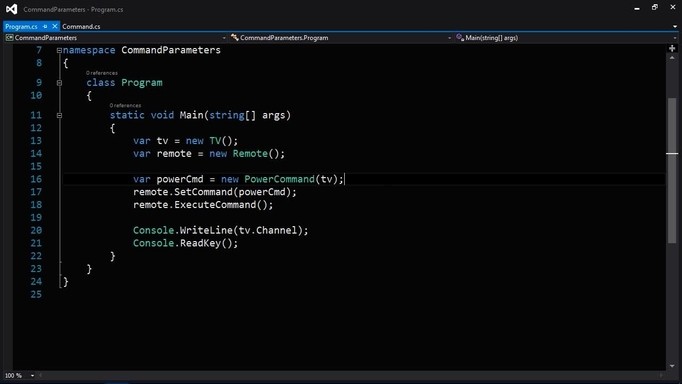 CommandParameters - Program.cs
Program.cs Command.cs
CommandParameters CommandParameters.Program Main(string[] args)
7 namespace CommandParameters
8 {
0 references
9 class Program
10 {
0 references
11 static void Main(string[] args)
12 {
13 var tv = new TV();
14 var remote = new Remote();
15
16 var powerCmd = new PowerCommand(tv);
17 remote.SetCommand(powerCmd);
18 remote.ExecuteCommand();
19
20 Console.WriteLine(tv.Channel);
21 Console.ReadKey();
22 }
23 }
24 }
25
100 %